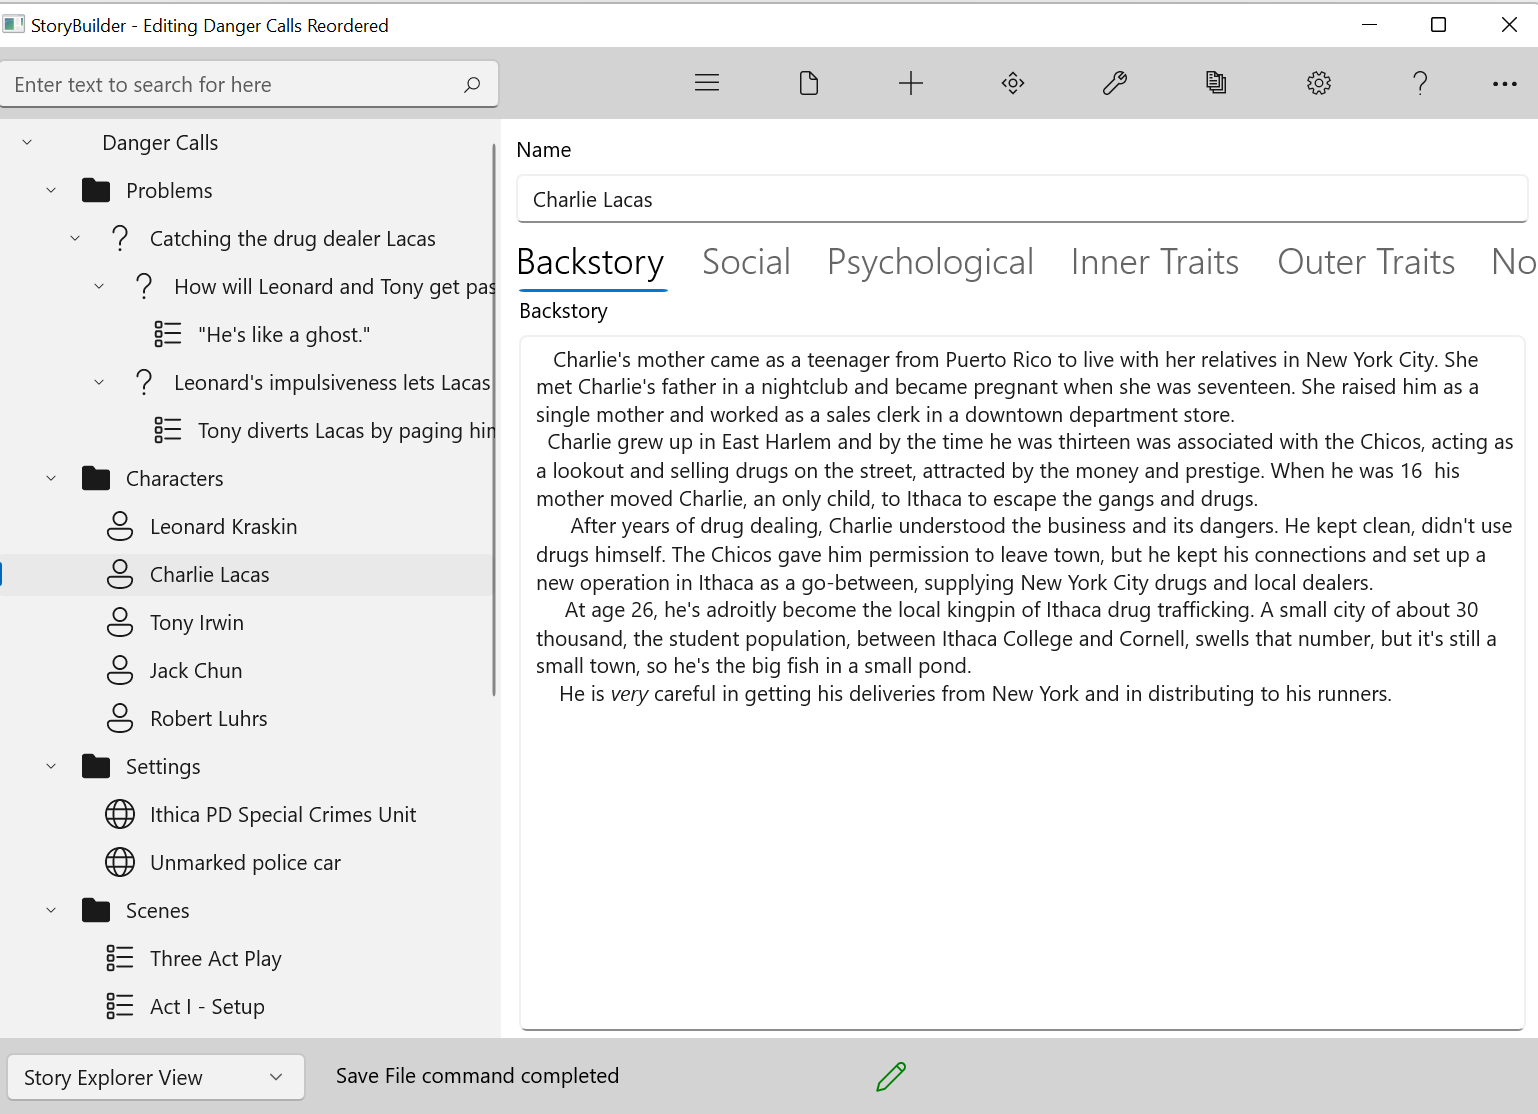 StoryBuilder - Editing Danger Calls Reordered
Enter text to search for here
Danger Calls
Problems
Catching the drug dealer Lacas
How will Leonard and Tony get pas
"He's like a ghost."
Leonard's impulsiveness lets Lacas
Tony diverts Lacas by paging him
Characters
Leonard Kraskin
Charlie Lacas
Tony Irwin
Jack Chun
Robert Luhrs
Settings
Ithica PD Special Crimes Unit
Unmarked police car
Scenes
Three Act Play
Act I - Setup
Name
Charlie Lacas
Backstory Social Psychological Inner Traits Outer Traits No
Backstory
Charlie's mother came as a teenager from Puerto Rico to live with her relatives in New York City. She
met Charlie's father in a nightclub and became pregnant when she was seventeen. She raised him as a
single mother and worked as a sales clerk in a downtown department store.
Charlie grew up in East Harlem and by the time he was thirteen was associated with the Chicos, acting as
a lookout and selling drugs on the street, attracted by the money and prestige. When he was 16  his
mother moved Charlie, an only child, to Ithaca to escape the gangs and drugs.
After years of drug dealing, Charlie understood the business and its dangers. He kept clean, didn't use
drugs himself. The Chicos gave him permission to leave town, but he kept his connections and set up a
new operation in Ithaca as a go-between, supplying New York City drugs and local dealers.
At age 26, he's adroitly become the local kingpin of Ithaca drug trafficking. A small city of about 30
thousand, the student population, between Ithaca College and Cornell, swells that number, but it's still a
small town, so he's the big fish in a small pond.
He is very careful in getting his deliveries from New York and in distributing to his runners.
Story Explorer View
Save File command completed